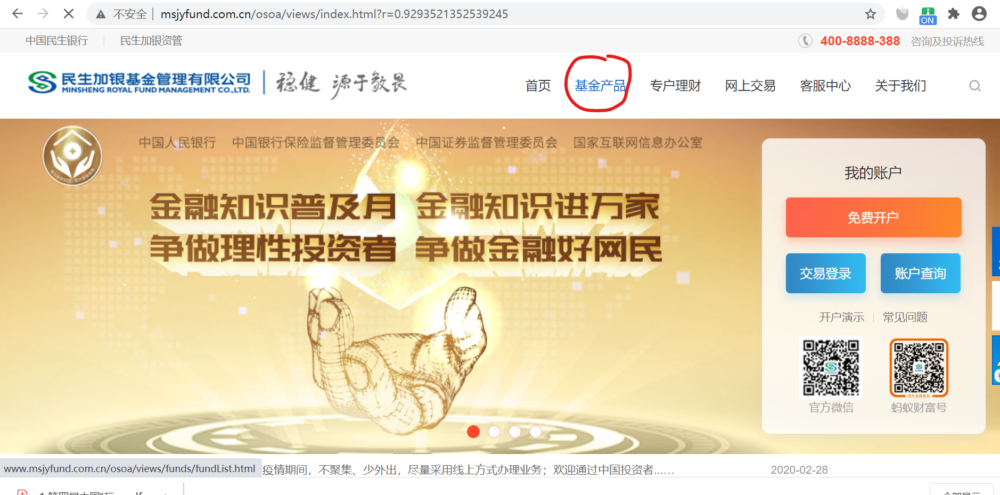 不安全 msjyfund.com.cn/osoa/views/index.html?r=0.9293521352539245
ON
中国民生银行 民生加银资管 400-8888-388 咨询及投诉热线
民生加银基金管理有限公司 稳健 源于敬畏
MINSHENG ROYAL FUND MANAGEMENT CO.,LTD.
首页 基金产品 专户理财 网上交易 客服中心 关于我们
中国人民银行 中国银行保险监督管理委员会 中国证券监督管理委员会 国家互联网信息办公室
金融知识普及月 金融知识进万家
争做理性投资者 争做金融好网民
我的账户
免费开户
交易登录 账户查询
开户演示 常见问题
民生加银基金
官方微信 蚂蚁财富号
www.msjyfund.com.cn/osoa/views/funds/fundList.html 疫情期间，不聚集、少外出，尽量采用线上方式办理业务；欢迎通过中国投资者…… 2020-02-28